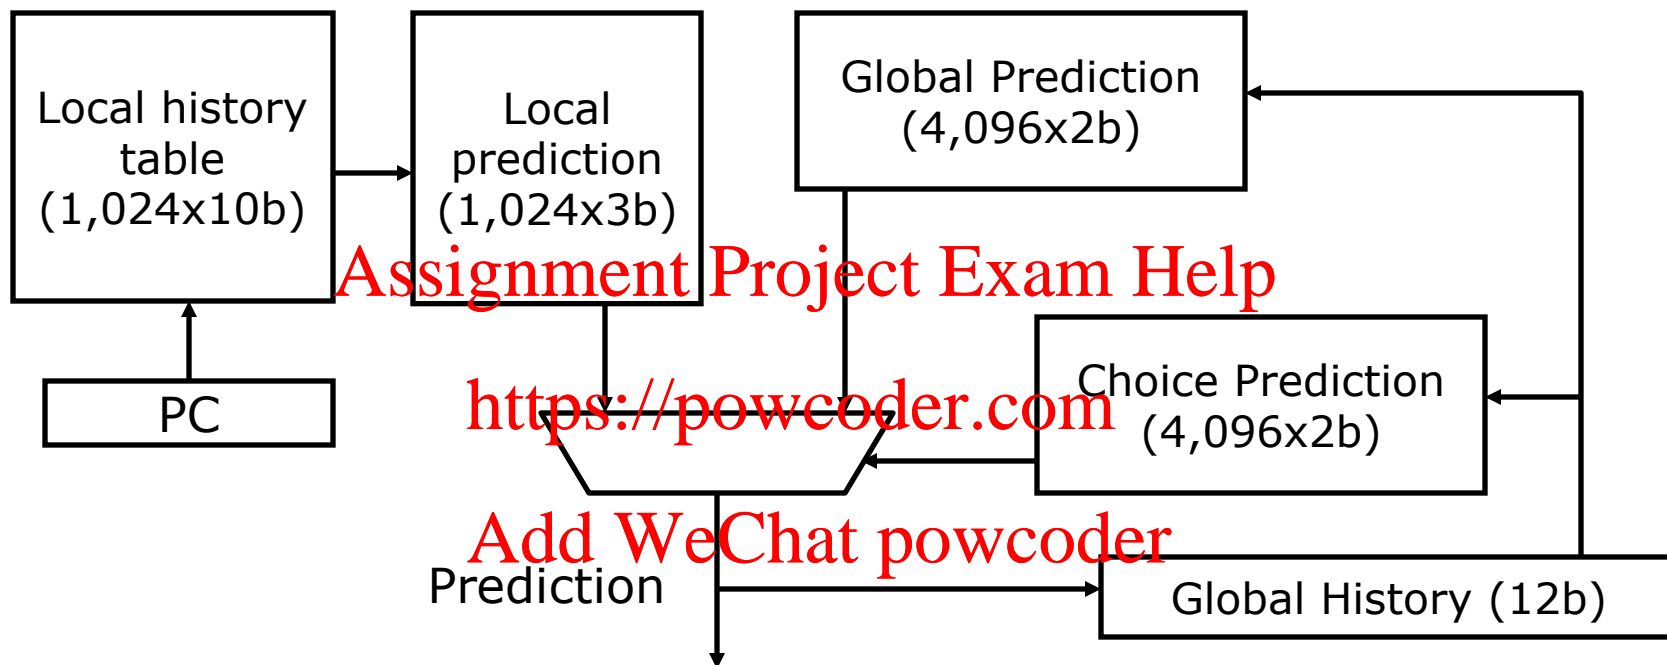 Local history
table
(1,024x10b)
Local
prediction
(1,024x3b)
Global Prediction
(4,096x2b)
Assignment Project Exam Help
PC
https://powcoder.com
Choice Prediction
(4,096x2b)
Add WeChat powcoder
Prediction
Global History (12b)